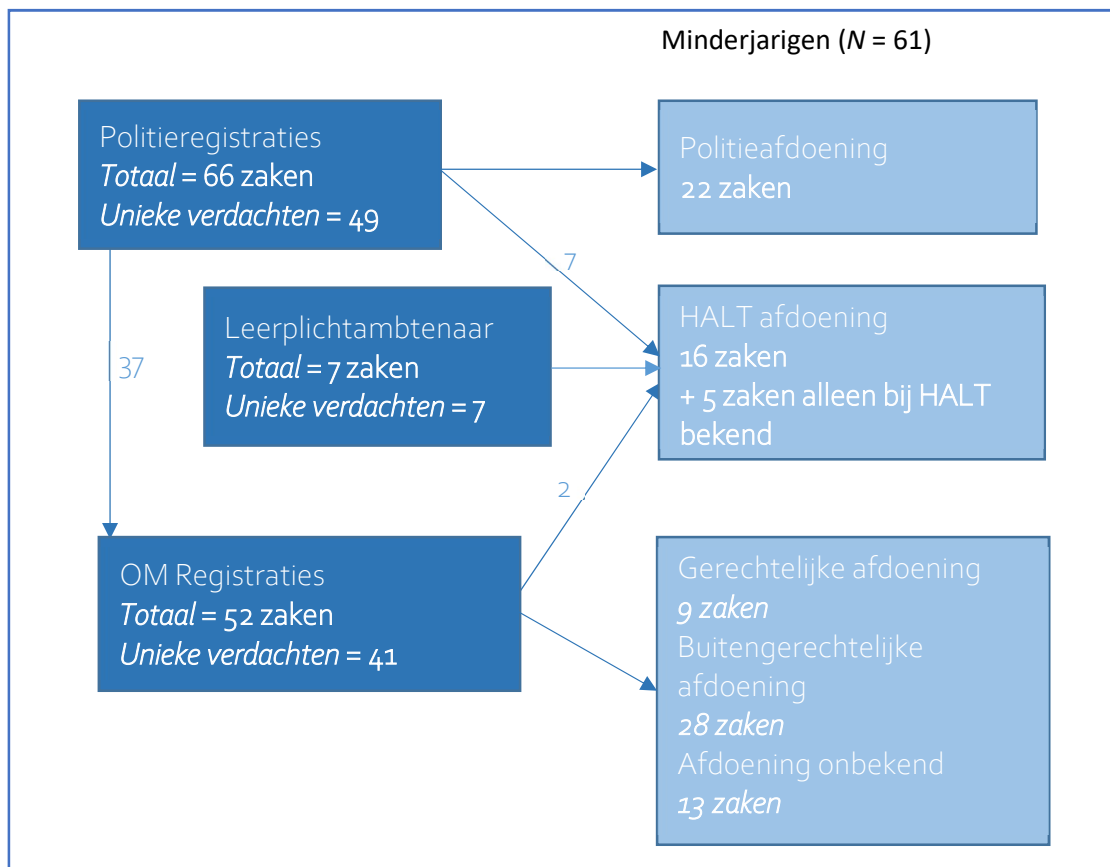 Minderjarigen (N = 61)
Politieregistraties
Totaal = 66 zaken
Unieke verdachten = 49
Politieafdoening
22 zaken
7
Leerplichtambtenaar
Totaal = 7 zaken
Unieke verdachten = 7
HALT afdoening
16 zaken
+ 5 zaken alleen bij HALT
bekend
37
2
OM Registraties
Totaal = 52 zaken
Unieke verdachten = 41
Gerechtelijke afdoening
9 zaken
Buitengerechtelijke
afdoening
28 zaken
Afdoening onbekend
13 zaken